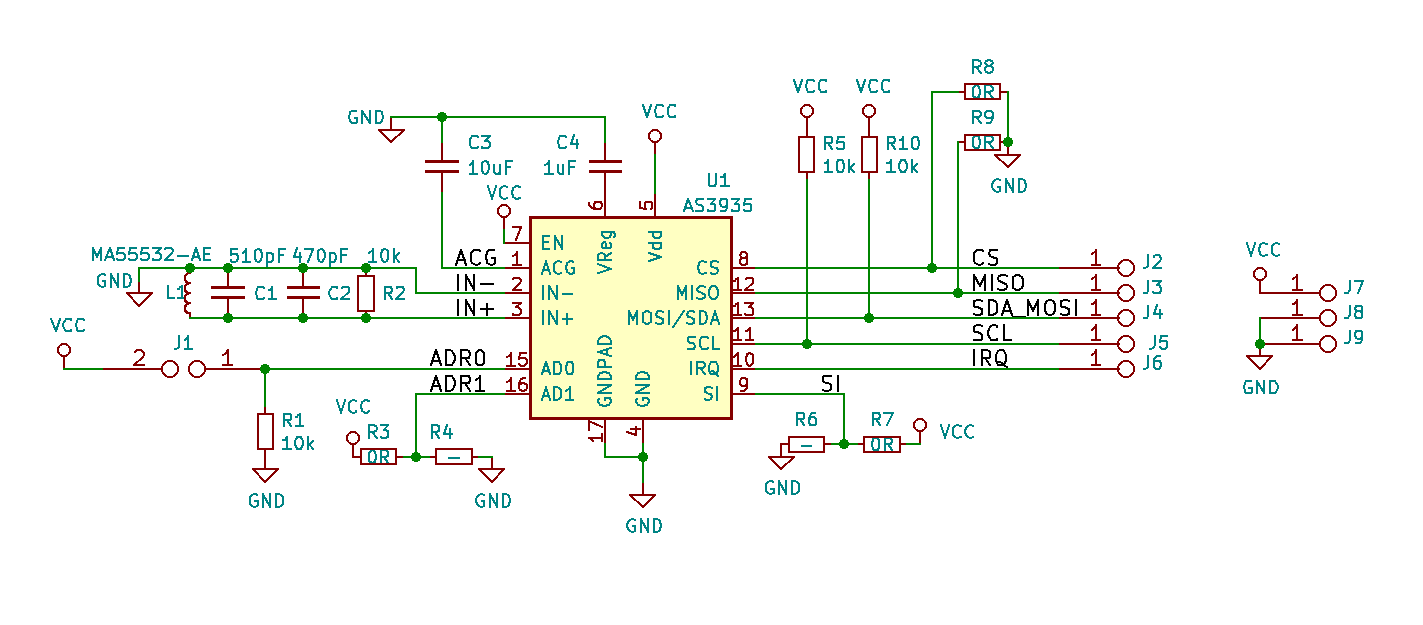 R8
0R
R9
0R
GND
VCC
VCC
R5
10k
R10
10k
GND
C3
10uF
C4
1uF
VCC
VCC
U1
AS3935
6
5
7
1
2
3
15
16
EN
ACG
IN-
IN+
AD0
AD1
VReg
Vdd
GNDPAD
GND
CS
MISO
MOSI/SDA
SCL
IRQ
SI
8
12
13
11
10
9
17
4
ACG
IN-
IN+
ADR0
ADR1
MA55532-AE
510pF
470pF
10k
GND
L1
C1
C2
R2
VCC
J1
2
1
R1
10k
GND
VCC
R3
0R
R4
-
GND
GND
SI
R6
-
R7
0R
VCC
GND
CS
1
J2
MISO
1
J3
SDA_MOSI
1
J4
SCL
1
J5
IRQ
1
J6
VCC
1
J7
1
J8
1
J9
GND